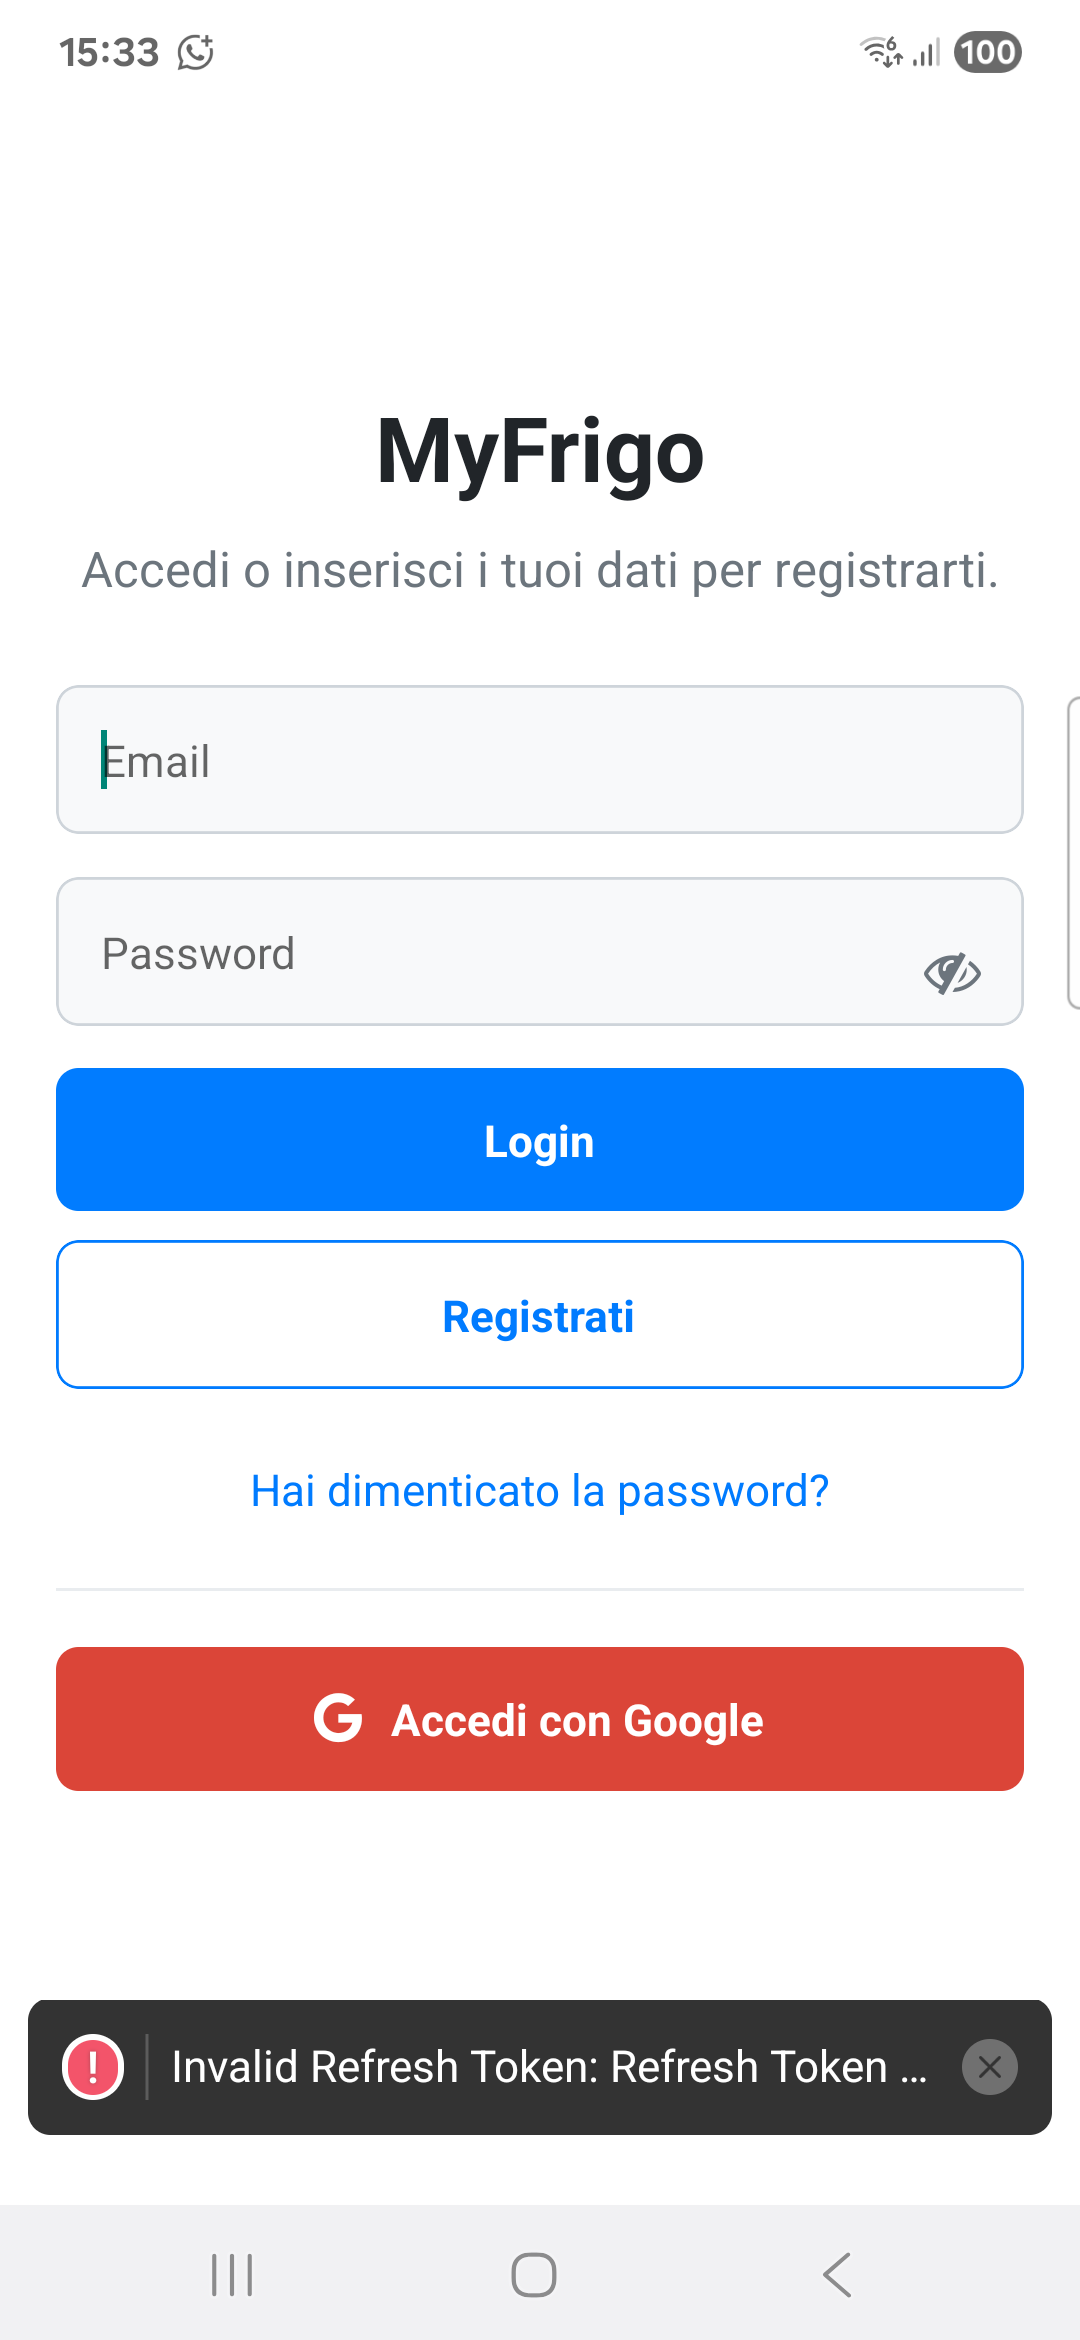 15:33
6
100
MyFrigo
Accedi o inserisci i tuoi dati per registrarti.
Email
Password
Login
Registrati
Hai dimenticato la password?
G Accedi con Google
! Invalid Refresh Token: Refresh Token ...